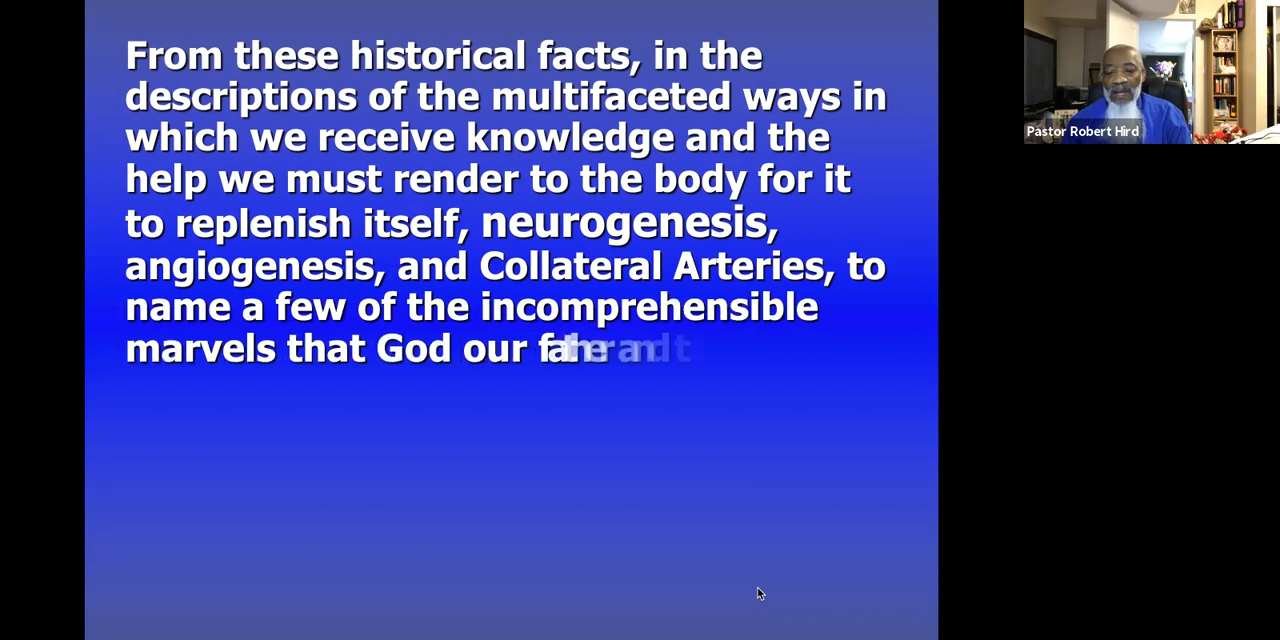 From these historical facts, in the
descriptions of the multifaceted ways in
which we receive knowledge and the
help we must render to the body for it
to replenish itself, neurogenesis,
angiogenesis, and Collateral Arteries, to
name a few of the incomprehensible
marvels that God our
Pastor Robert Hird